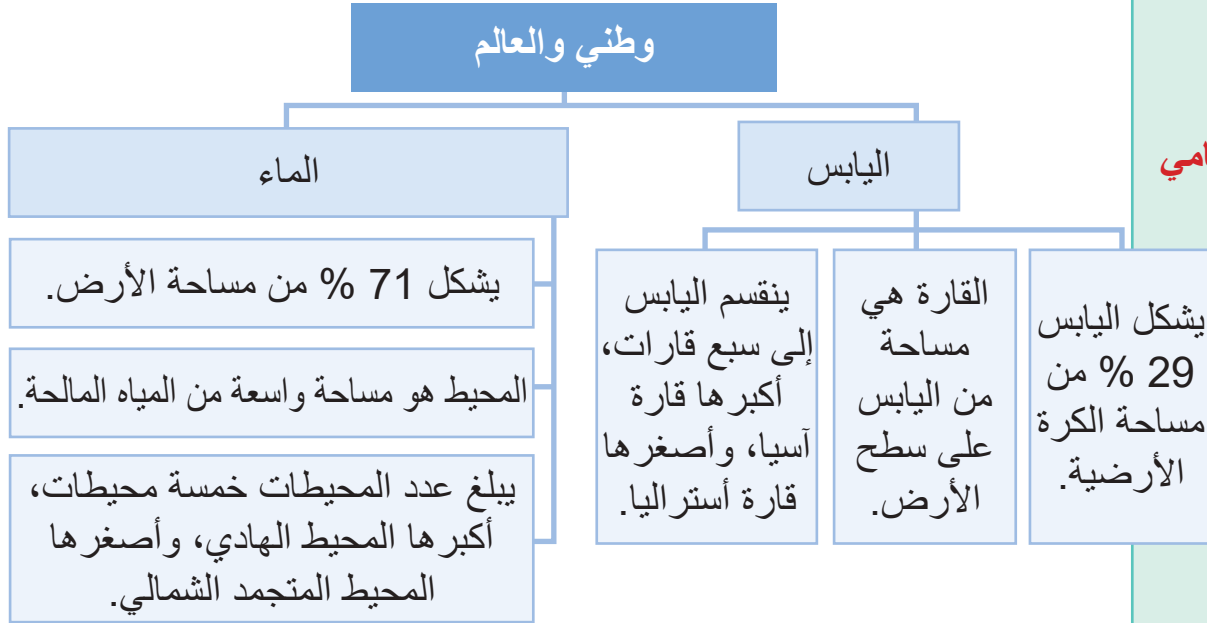 وطني والعالم
اليابس
يشكل اليابس
29 % من
مساحة الكرة
الأرضية.
القارة هي
مساحة
من اليابس
على سطح
الأرض.
ينقسم اليابس
إلى سبع قارات،
أكبرها قارة
آسيا، وأصغرها
قارة أستراليا.
الماء
يشكل 71 % من مساحة الأرض.
المحيط هو مساحة واسعة من المياه المالحة.
يبلغ عدد المحيطات خمسة محيطات،
أكبرها المحيط الهادي، وأصغرها
المحيط المتجمد الشمالي.